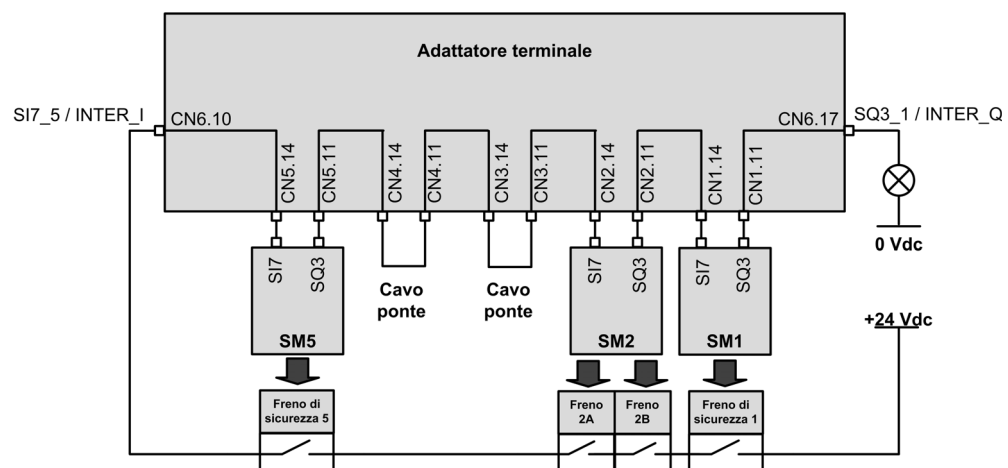 Adattatore terminale
SI7_5 / INTER_I
CN6.10
CN6.17
SQ3_1 / INTER_Q
CN5.14
CN5.11
CN4.14
CN4.11
CN3.14
CN3.11
CN2.14
CN2.11
CN1.14
CN1.11
0 Vdc
SI7
SQ3
SM5
Cavo
ponte
Cavo
ponte
SI7
SQ3
SM2
SI7
SQ3
SM1
+24 Vdc
Freno di
sicurezza 5
Freno
2A
Freno
2B
Freno di
sicurezza 1